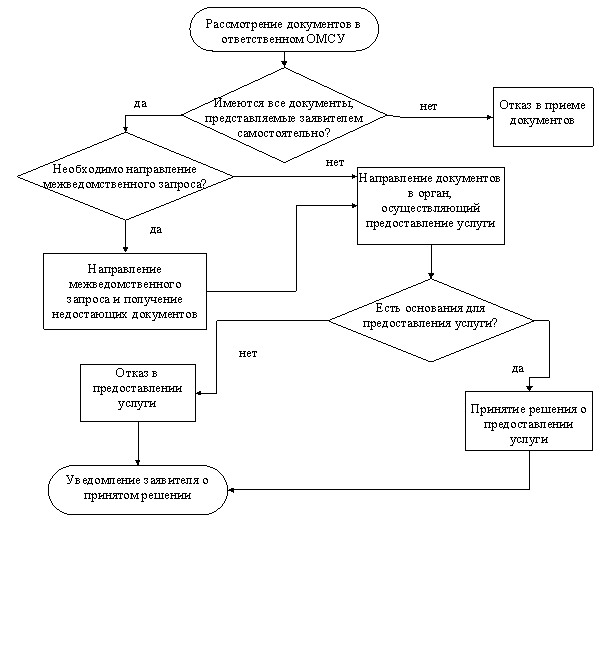 Рассмотрение документов в
ответственном ОМСУ
да
Имеются все документы,
представляемые заявителем
самостоятельно?
нет
Отказ в приеме
документов
Необходимо направление
межведомственного запроса?
нет
Направление документов
в орган,
осуществляющий
предоставление услуги
да
Направление
межведомственного
запроса и получение
недостающих документов
Есть основания для
предоставления услуги?
нет
да
Отказ в
предоставлении
услуги
Принятие решения о
предоставлении
услуги
Уведомление заявителя о
принятом решении